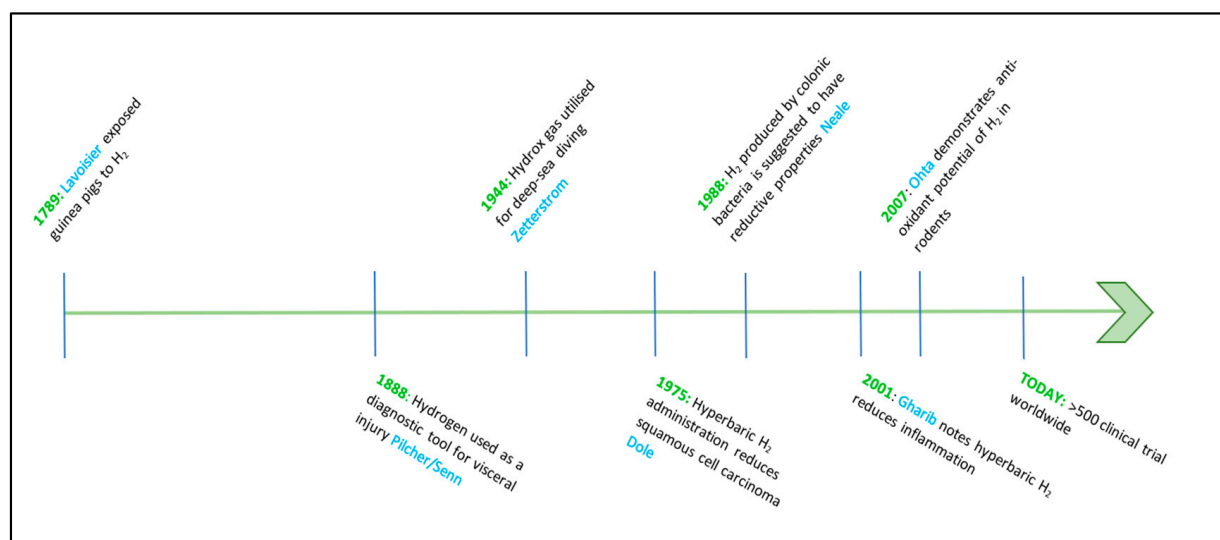 1789: Lavoisier exposed
guinea pigs to H₂
1888: Hydrogen used as a
diagnostic tool for visceral
injury Pilcher/Senn
1944: Hydrox gas utilised
for deep-sea diving
Zetterstrom
1975: Hyperbaric H₂
administration reduces
squamous cell carcinoma
Dole
1988: H₂ produced by colonic
bacteria is suggested to have
reductive properties Neale
2001: Gharib notes hyperbaric H₂
reduces inflammation
2007: Ohta demonstrates anti-
oxidant potential of H₂ in
rodents
TODAY: >500 clinical trial
worldwide